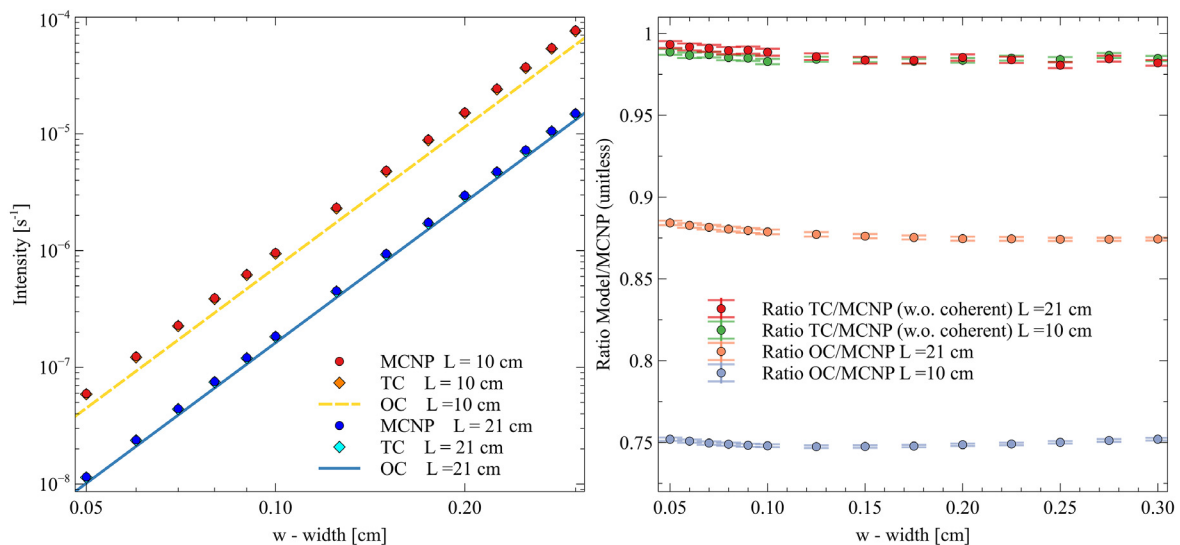 10⁻⁴
10⁻⁵
10⁻⁶
10⁻⁷
10⁻⁸
Intensity [s⁻¹]
MCNP L = 10 cm
TC L = 10 cm
OC L =10 cm
MCNP L = 21 cm
TC L = 21 cm
OC L =21 cm
0.05 0.10 0.20
w - width [cm]
1
0.95
0.9
0.85
0.8
0.75
Ratio Model/MCNP (unitless)
Ratio TC/MCNP (w.o. coherent) L =21 cm
Ratio TC/MCNP (w.o. coherent) L =10 cm
Ratio OC/MCNP L =21 cm
Ratio OC/MCNP L =10 cm
0.05 0.10 0.15 0.20 0.25 0.30
w - width [cm]